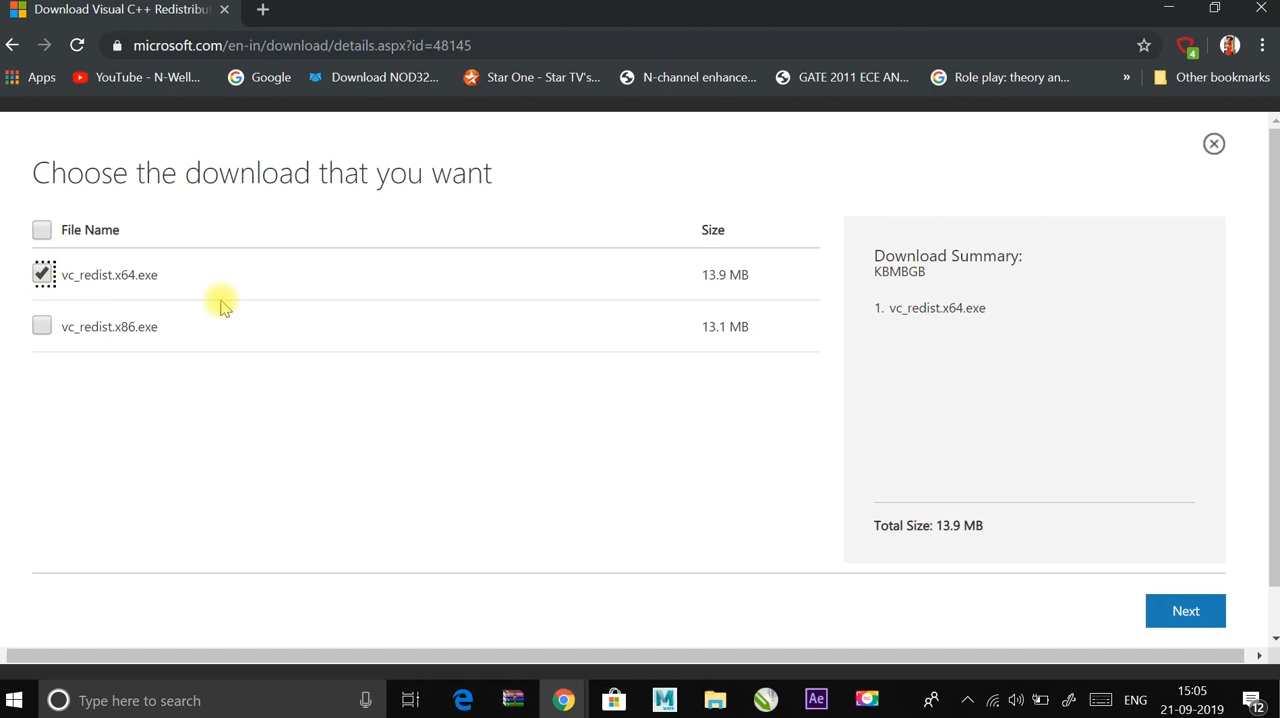 Download Visual C++ Redistribut
microsoft.com/en-in/download/details.aspx?id=48145
4
Apps
YouTube - N-Well...
Google
Download NOD32...
Star One - Star TV's...
N-channel enhance...
GATE 2011 ECE AN...
Role play: theory an...
»
Other bookmarks
Choose the download that you want
File Name
Size
vc_redist.x64.exe
13.9 MB
vc_redist.x86.exe
13.1 MB
Download Summary:
KBMBGB
1. vc_redist.x64.exe
Total Size: 13.9 MB
Next
Type here to search
Ae
ENG
15:05
21-09-2019
12